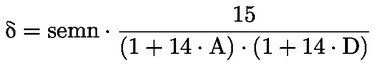 δ = semn · 15 / ((1 + 14 · A) · (1 + 14 · D))